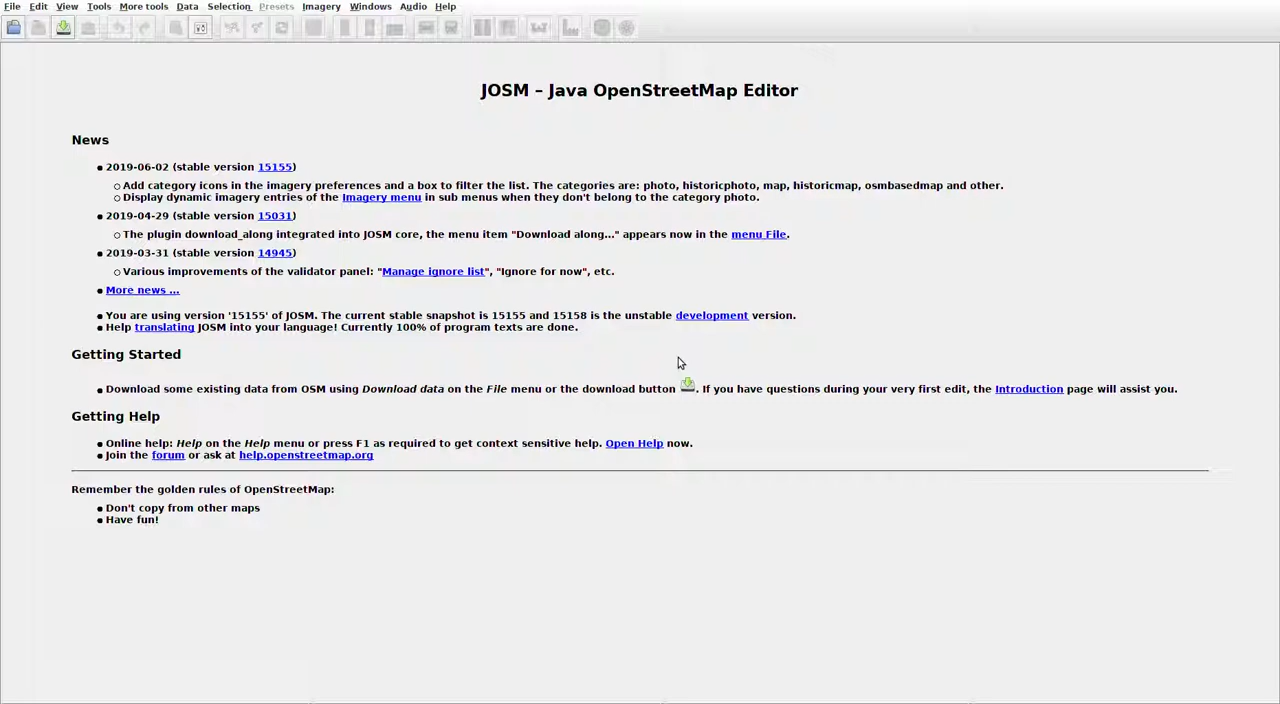 File Edit View Tools More tools Data Selection Presets Imagery Windows Audio Help
JOSM – Java OpenStreetMap Editor
News
2019-06-02 (stable version 15155)
Add category icons in the imagery preferences and a box to filter the list. The categories are: photo, historicphoto, map, historicmap, osmbasedmap and other.
Display dynamic imagery entries of the Imagery menu in sub menus when they don't belong to the category photo.
2019-04-29 (stable version 15031)
The plugin download_along integrated into JOSM core, the menu item "Download along..." appears now in the menu File.
2019-03-31 (stable version 14945)
Various improvements of the validator panel: "Manage ignore list", "Ignore for now", etc.
More news ...
You are using version '15155' of JOSM. The current stable snapshot is 15155 and 15158 is the unstable development version.
Help translating JOSM into your language! Currently 100% of program texts are done.
Getting Started
Download some existing data from OSM using Download data on the File menu or the download button . If you have questions during your very first edit, the Introduction page will assist you.
Getting Help
Online help: Help on the Help menu or press F1 as required to get context sensitive help. Open Help now.
Join the forum or ask at help.openstreetmap.org
Remember the golden rules of OpenStreetMap:
Don't copy from other maps
Have fun!